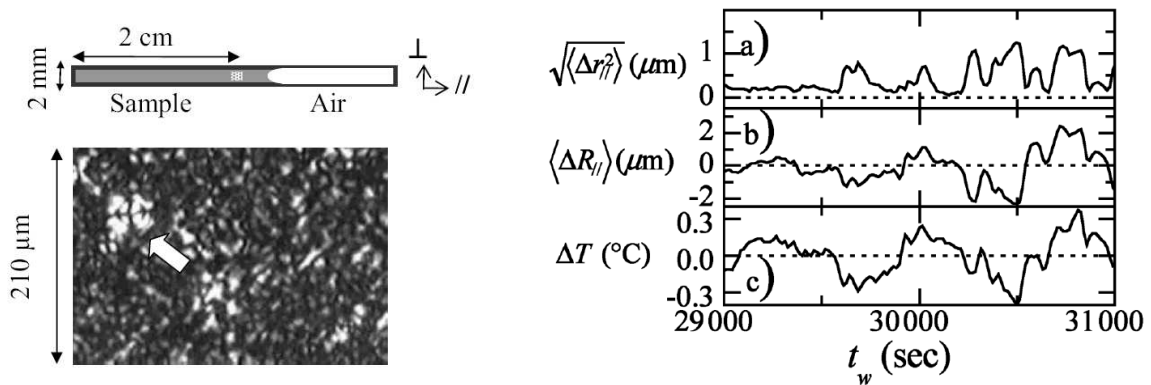 2 cm
2 mm
Sample
Air
⊥
//
210 µm
a)
√⟨Δr²//⟩ (µm)
1
0
b)
⟨ΔR//⟩(µm)
2
0
-2
c)
ΔT (°C)
0.3
0.0
-0.3
29000 30000 31000
t_w (sec)